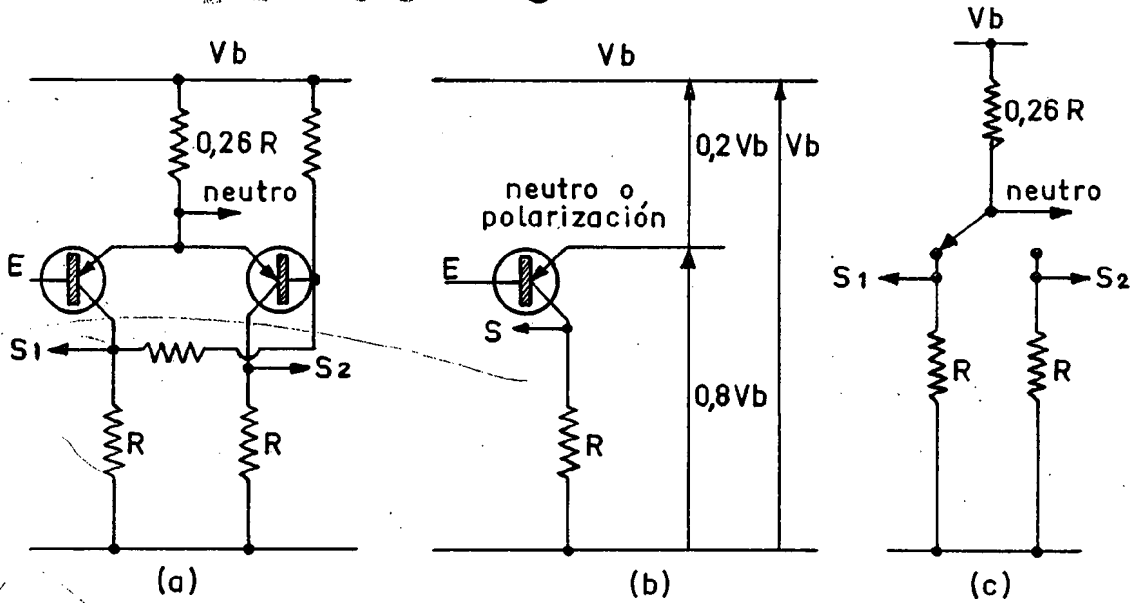 Vb
0,26 R
neutro
E
S1
S2
R
R
(a)
Vb
0,2 Vb
Vb
neutro o
polarización
E
S
0,8 Vb
R
(b)
Vb
0,26 R
neutro
S1
S2
R
R
(c)